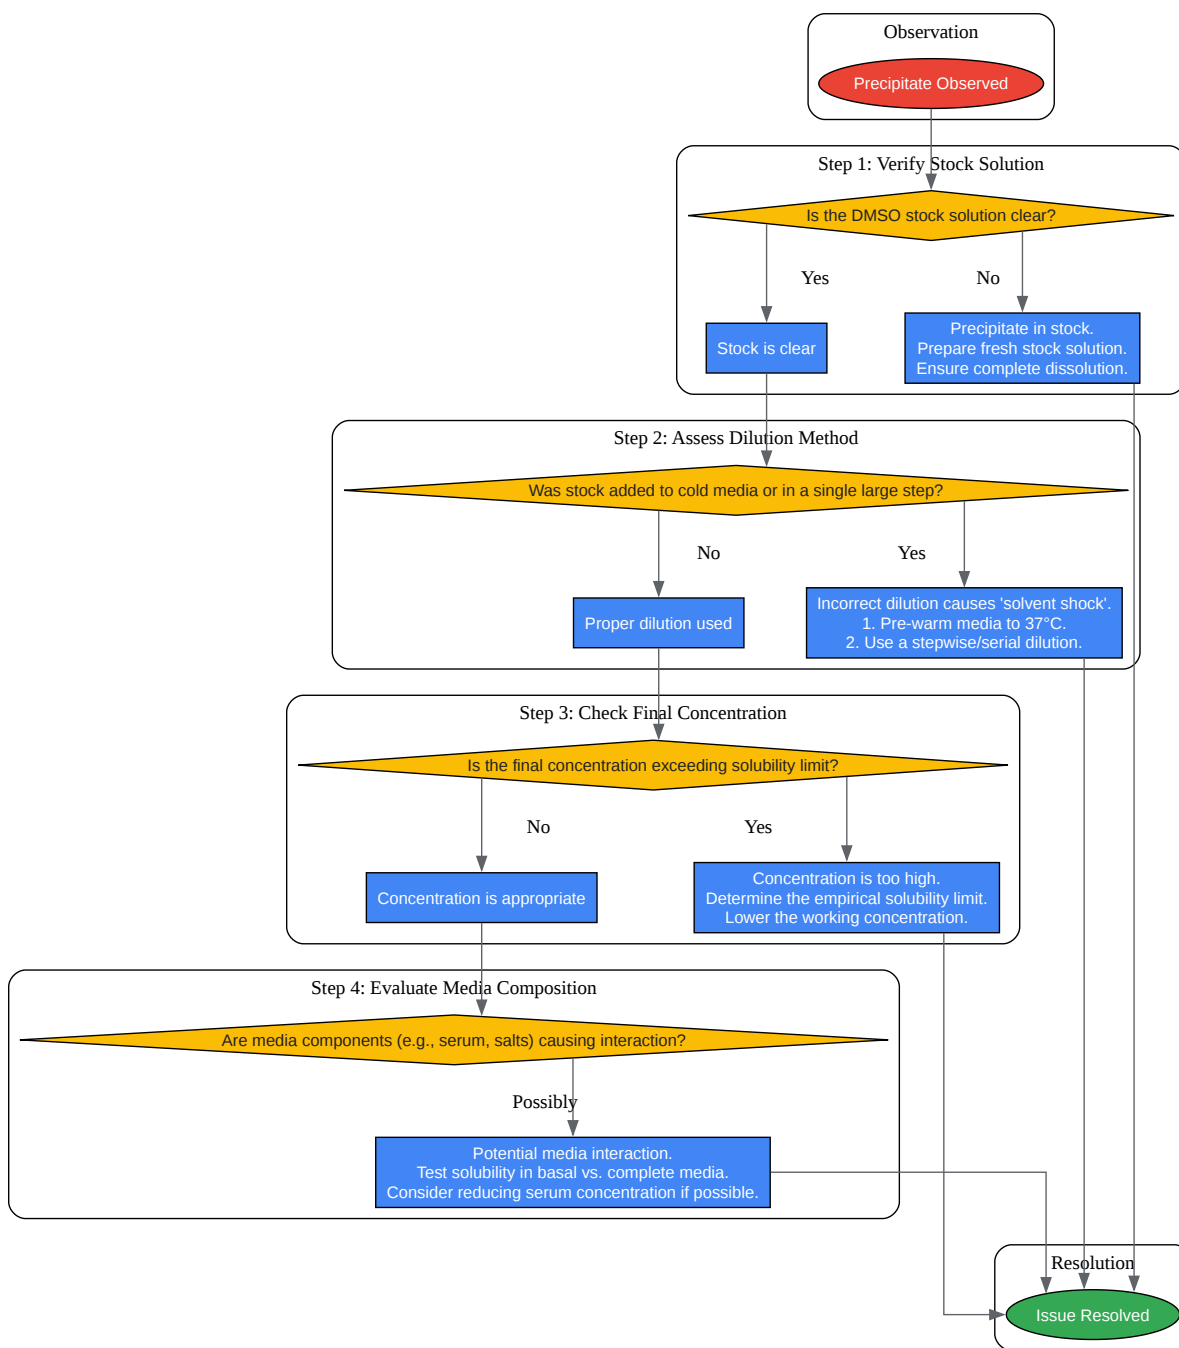 Observation
Precipitate Observed
Step 1: Verify Stock Solution
Is the DMSO stock solution clear?
Yes
No
Stock is clear
Precipitate in stock.
Prepare fresh stock solution.
Ensure complete dissolution.
Step 2: Assess Dilution Method
Was stock added to cold media or in a single large step?
No
Yes
Proper dilution used
Incorrect dilution causes 'solvent shock'.
1. Pre-warm media to 37°C.
2. Use a stepwise/serial dilution.
Step 3: Check Final Concentration
Is the final concentration exceeding solubility limit?
No
Yes
Concentration is appropriate
Concentration is too high.
Determine the empirical solubility limit.
Lower the working concentration.
Step 4: Evaluate Media Composition
Are media components (e.g., serum, salts) causing interaction?
Possibly
Potential media interaction.
Test solubility in basal vs. complete media.
Consider reducing serum concentration if possible.
Resolution
Issue Resolved